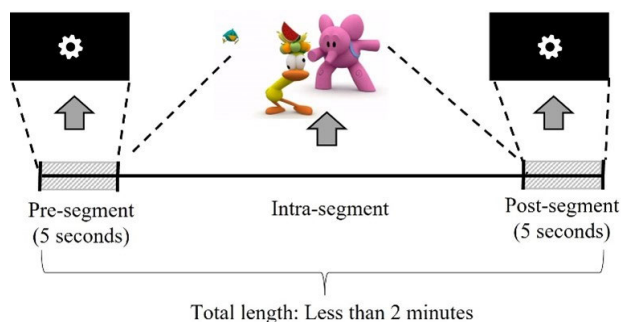 Pre-segment
(5 seconds)
Intra-segment
Post-segment
(5 seconds)
Total length: Less than 2 minutes